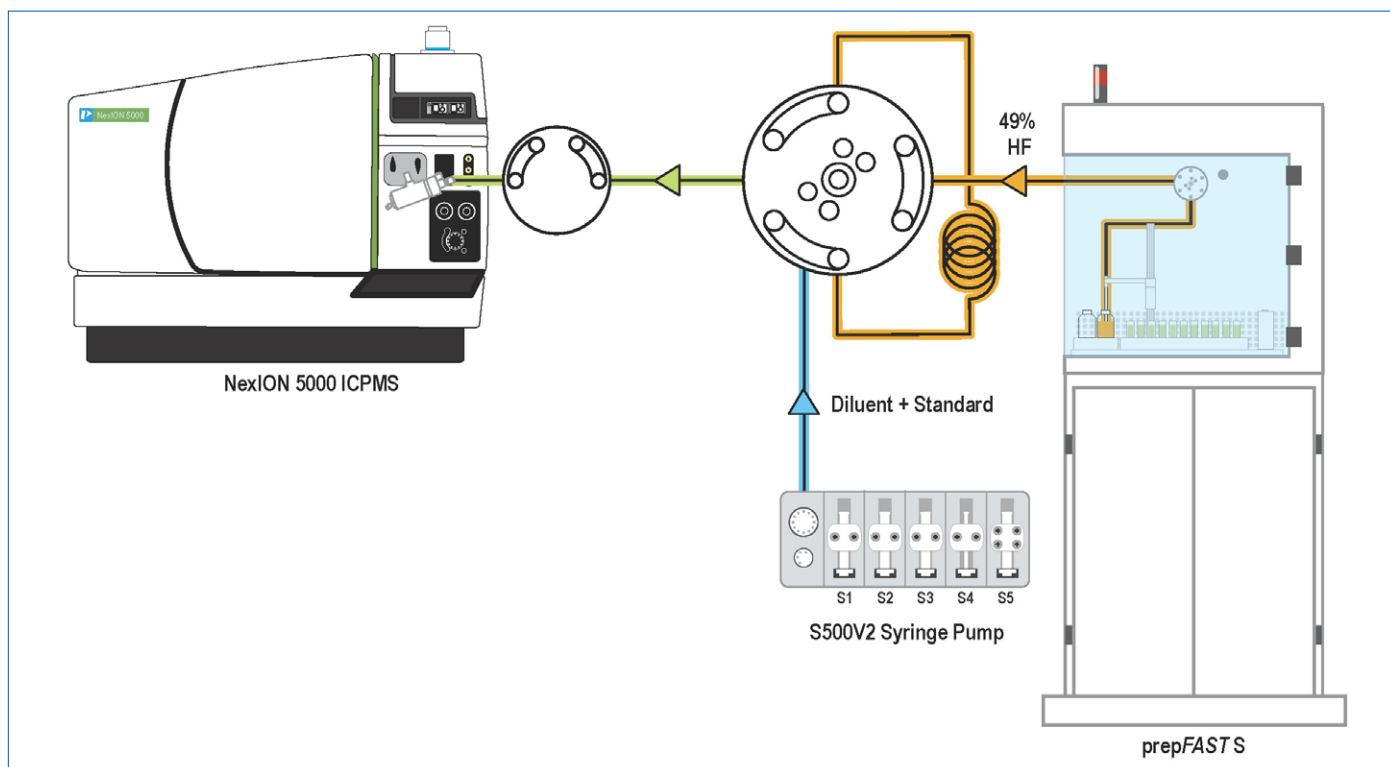 NexION 5000
49%
HF
NexION 5000 ICPMS
Diluent + Standard
S1 S2 S3 S4 S5
S500V2 Syringe Pump
prepFAST S